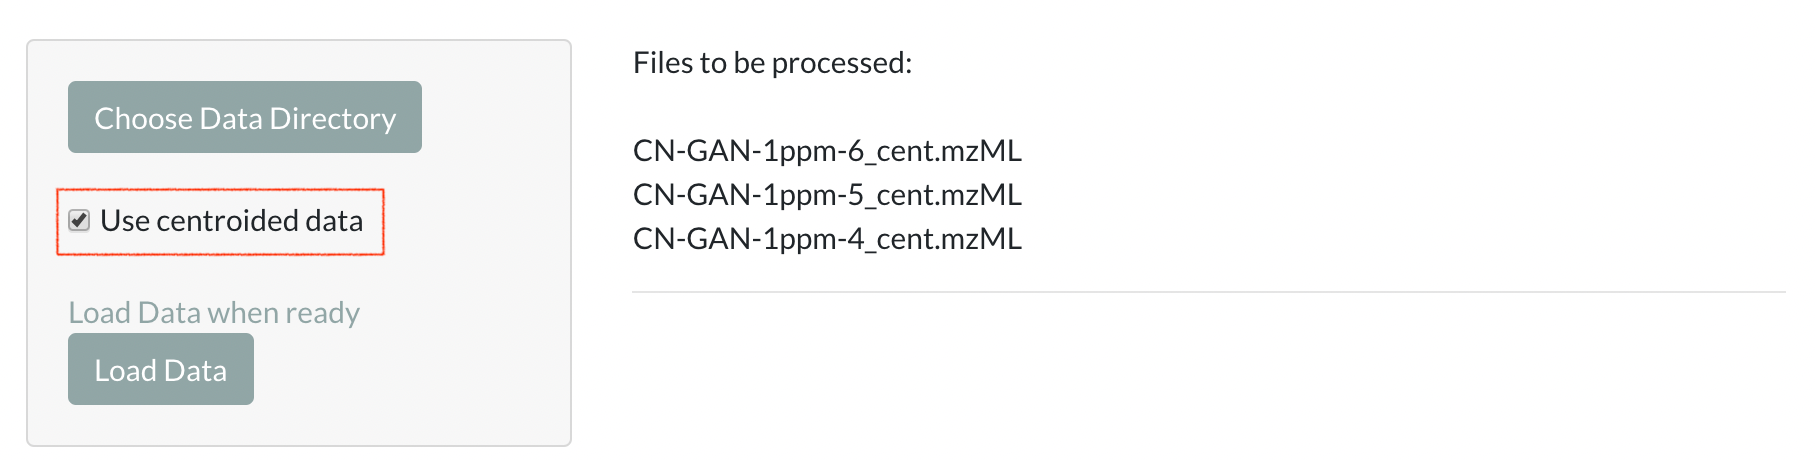 Choose Data Directory
Use centroided data
Load Data when ready
Load Data
Files to be processed:
CN-GAN-1ppm-6_cent.mzML
CN-GAN-1ppm-5_cent.mzML
CN-GAN-1ppm-4_cent.mzML